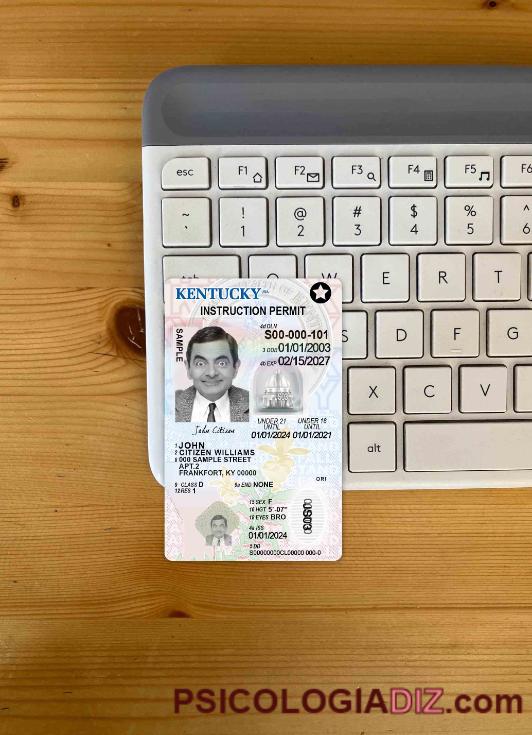 esc F1 F2 F3 F4 F5 F6
~ ! @ # $ % ^
` 1 2 3 4 5 6
tab Q W E R T
S D F G
X C V
alt
KENTUCKY
INSTRUCTION PERMIT
SAMPLE
4d DLN S00-000-101
3 DOB 01/01/2003
4b EXP 02/15/2027
UNDER 21 UNDER 18
UNTIL UNTIL
01/01/2024 01/01/2021
John Citizen
1 JOHN
2 CITIZEN WILLIAMS
8 000 SAMPLE STREET
APT.2
FRANKFORT, KY 00000
ORI
9 CLASS D 9a END NONE
12 RES 1
15 SEX F
16 HGT 5'-07"
18 EYES BRO
4a ISS
01/01/2024
5 DD
PSICOLOGIADIZ.com